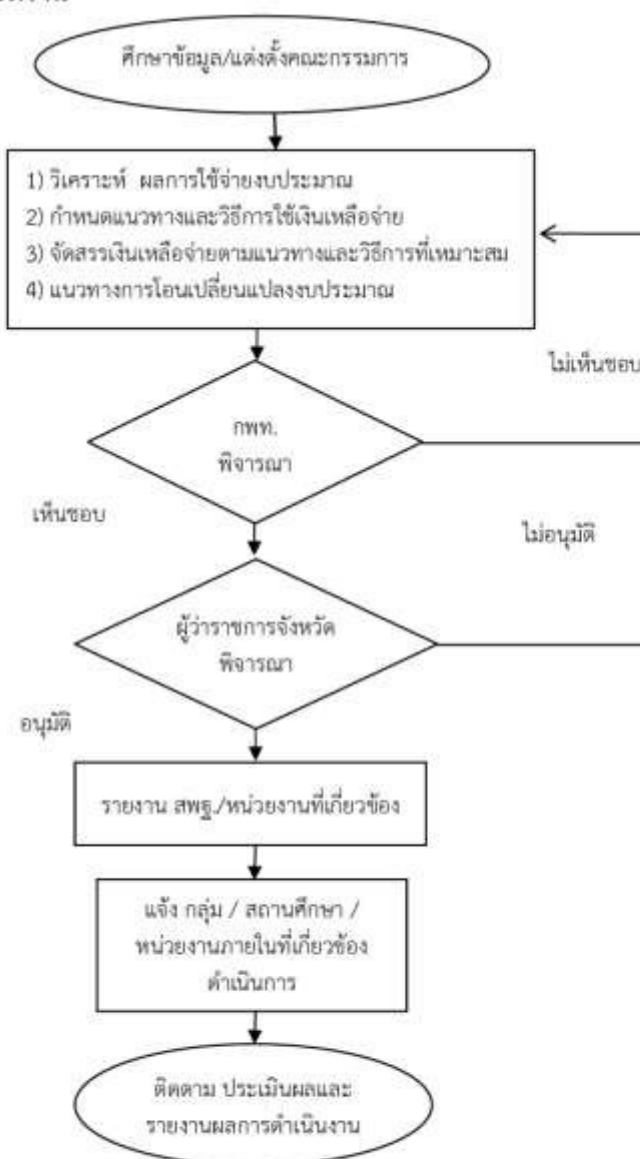 ศึกษาข้อมูล/แต่งตั้งคณะกรรมการ
1) วิเคราะห์ ผลการใช้จ่ายงบประมาณ
2) กำหนดแนวทางและวิธีการใช้เงินเหลือจ่าย
3) จัดสรรเงินเหลือจ่ายตามแนวทางและวิธีการที่เหมาะสม
4) แนวทางการโอนเปลี่ยนแปลงงบประมาณ
ไม่เห็นชอบ
กพท.
พิจารณา
เห็นชอบ
ไม่อนุมัติ
ผู้ว่าราชการจังหวัด
พิจารณา
อนุมัติ
รายงาน สพฐ./หน่วยงานที่เกี่ยวข้อง
แจ้ง กลุ่ม / สถานศึกษา /
หน่วยงานภายในที่เกี่ยวข้อง
ดำเนินการ
ติดตาม ประเมินผลและ
รายงานผลการดำเนินงาน